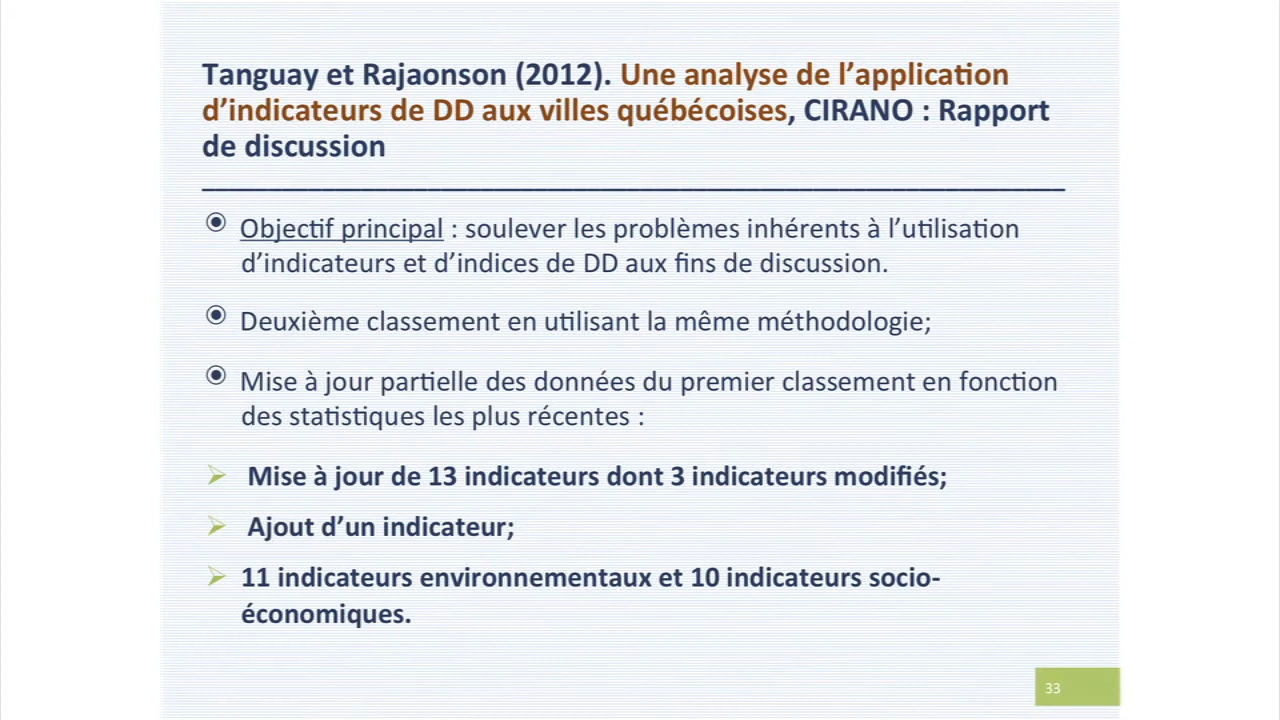 Tanguay et Rajaonson (2012). Une analyse de l’application
d’indicateurs de DD aux villes québécoises, CIRANO : Rapport
de discussion
Objectif principal : soulever les problèmes inhérents à l’utilisation
d’indicateurs et d’indices de DD aux fins de discussion.
Deuxième classement en utilisant la même méthodologie;
Mise à jour partielle des données du premier classement en fonction
des statistiques les plus récentes :
Mise à jour de 13 indicateurs dont 3 indicateurs modifiés;
Ajout d’un indicateur;
11 indicateurs environnementaux et 10 indicateurs socio-
économiques.
33